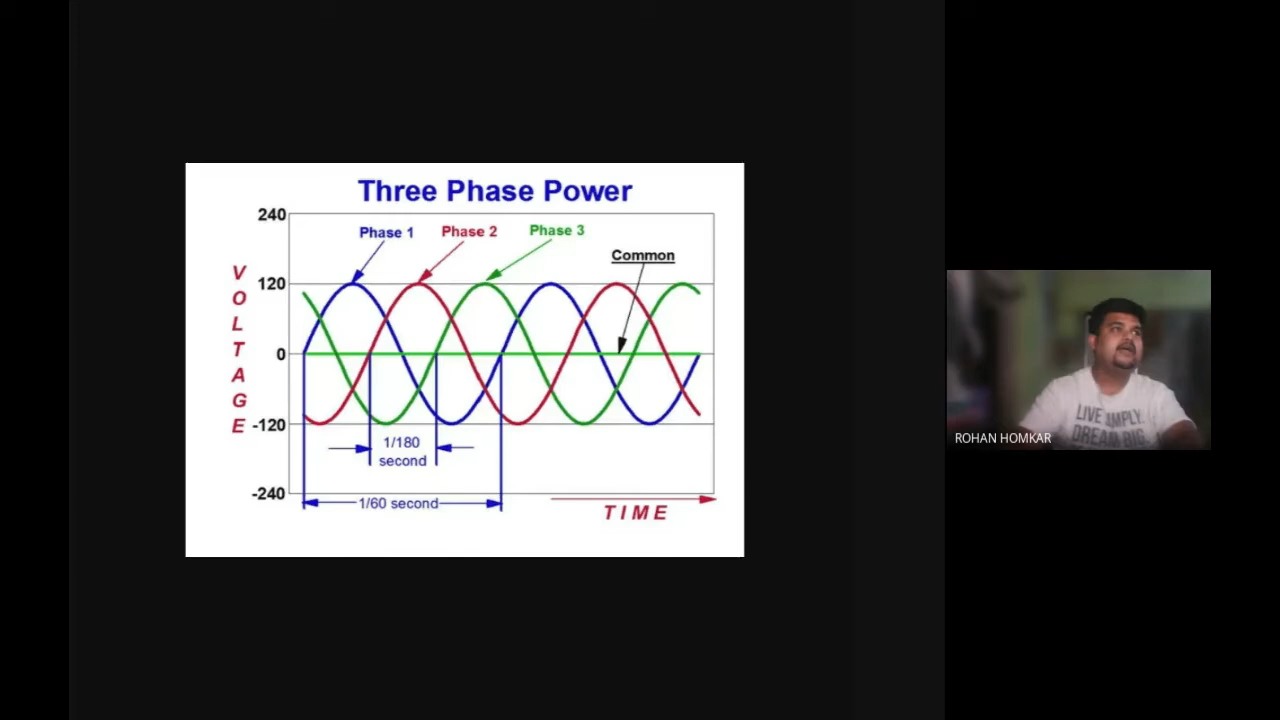 Three Phase Power
240
Phase 1
Phase 2
Phase 3
Common
VOLTAGE
120
0
-120
1/180
second
-240
1/60 second
TIME
LIVE SIMPLY.
DREAM BIG.
ROHAN HOMKAR